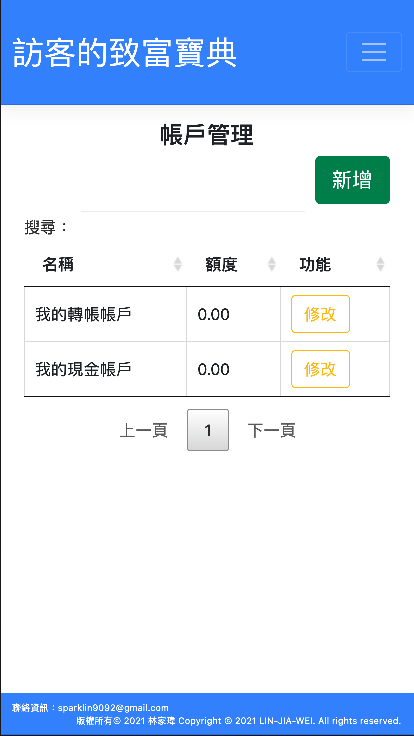 訪客的致富寶典
帳戶管理
新增
搜尋：
名稱 額度 功能
我的轉帳帳戶 0.00 修改
我的現金帳戶 0.00 修改
上一頁 1 下一頁
聯絡資訊：sparklin9092@gmail.com
版權所有© 2021 林家瑋 Copyright © 2021 LIN-JIA-WEI. All rights reserved.